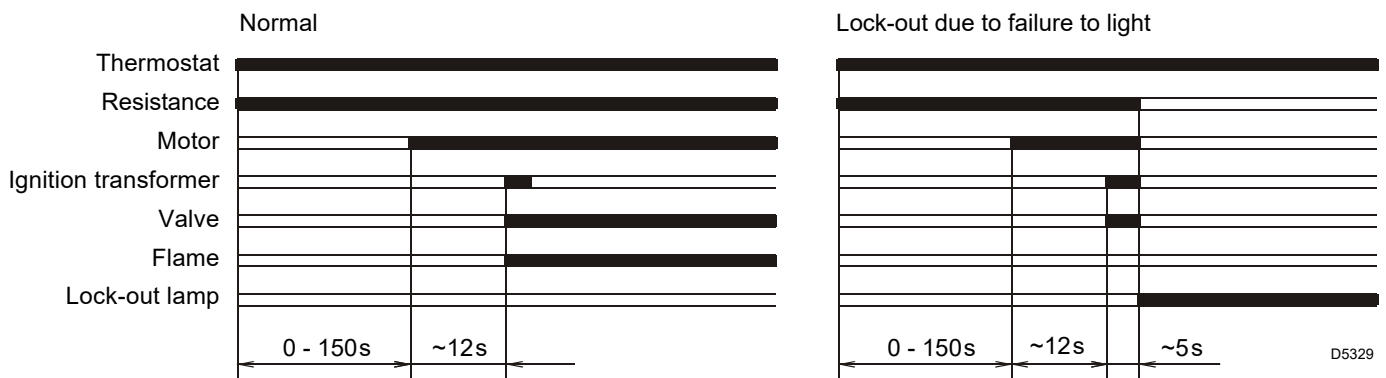 Normal
Lock-out due to failure to light
Thermostat
Resistance
Motor
Ignition transformer
Valve
Flame
Lock-out lamp
0 - 150s ~12s
0 - 150s ~12s ~5s
D5329